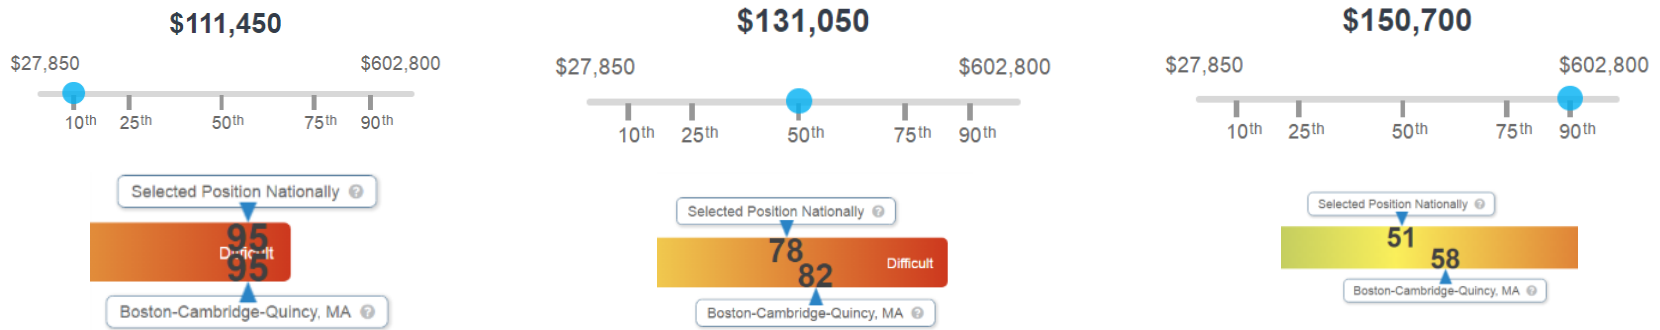 $111,450
$27,850 $602,800
10th 25th 50th 75th 90th
Selected Position Nationally ?
95
Difficult
95
Boston-Cambridge-Quincy, MA ?
$131,050
$27,850 $602,800
10th 25th 50th 75th 90th
Selected Position Nationally ?
78
Difficult
82
Boston-Cambridge-Quincy, MA ?
$150,700
$27,850 $602,800
10th 25th 50th 75th 90th
Selected Position Nationally ?
51
58
Boston-Cambridge-Quincy, MA ?